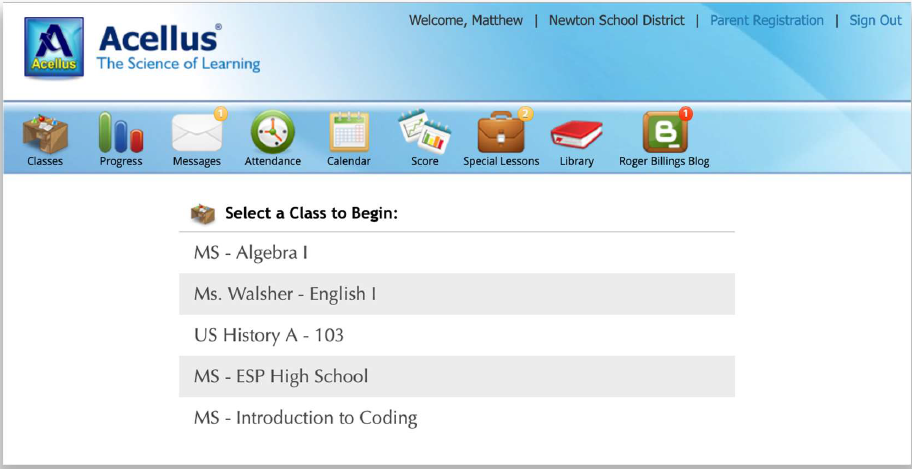 Welcome, Matthew | Newton School District | Parent Registration | Sign Out
Acellus
Acellus®
The Science of Learning
1 2 1
Classes Progress Messages Attendance Calendar Score Special Lessons Library Roger Billings Blog
Select a Class to Begin:
MS - Algebra I
Ms. Walsher - English I
US History A - 103
MS - ESP High School
MS - Introduction to Coding